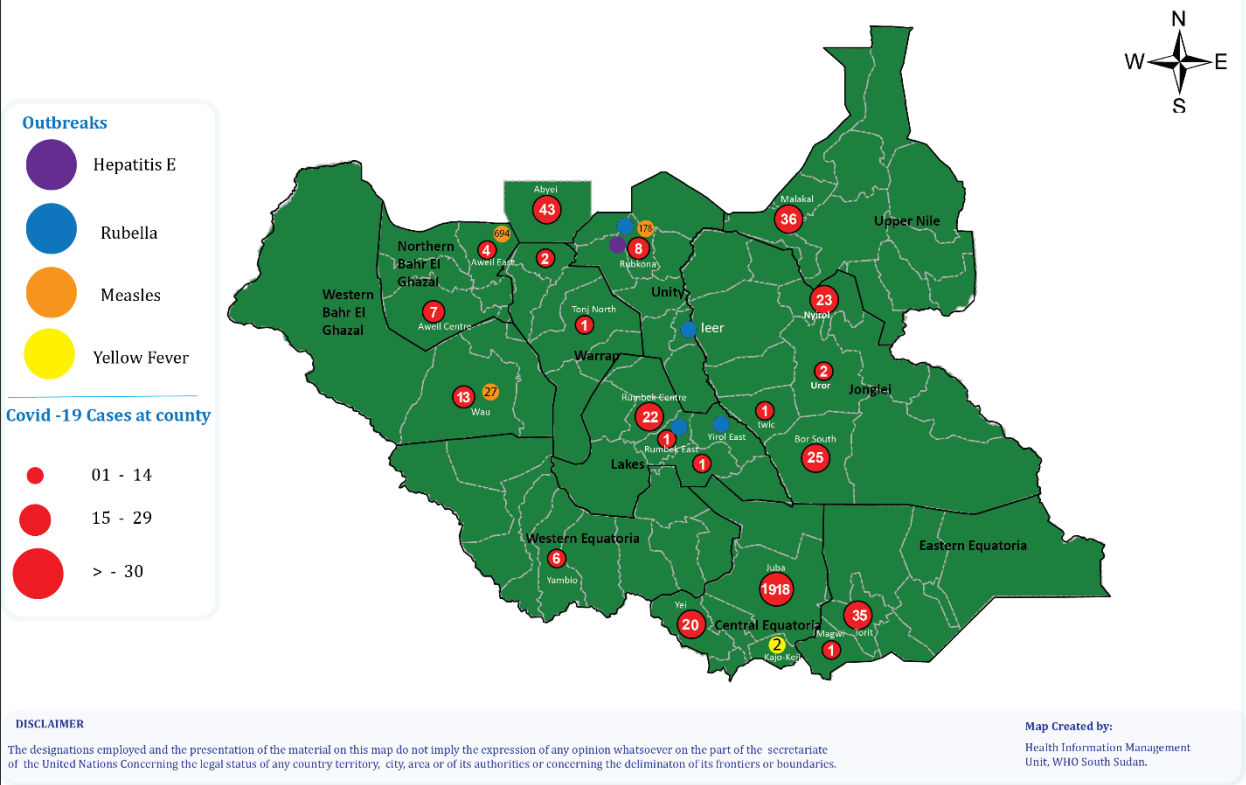 N
W E
S
Outbreaks
Hepatitis E
Rubella
Measles
Yellow Fever
Covid -19 Cases at county
01 - 14
15 - 29
> - 30
Abyei
43
Malakal
36
Upper Nile
694
4
Aweil East
Northern
Bahr El
Ghazal
2
178
8
Rubkona
Unity
Western
Bahr El
Ghazal
7
Aweil Centre
Tonj North
1
Warrap
leer
23
Nyirol
2
Uror
Jonglei
13
27
Wau
Rumbek Centre
22
1
Rumbek East
Yirol East
1
twic
Bor South
25
Lakes
1
Western Equatoria
6
Yambio
Eastern Equatoria
Juba
1918
Yei
20
Central Equatoria
2
Kajo-Keji
35
Torit
Magwi
1
DISCLAIMER
The designations employed and the presentation of the material on this map do not imply the expression of any opinion whatsoever on the part of the secretariate
of the United Nations Concerning the legal status of any country territory, city, area or of its authorities or concerning the deliminaton of its frontiers or boundaries.
Map Created by:
Health Information Management
Unit, WHO South Sudan.